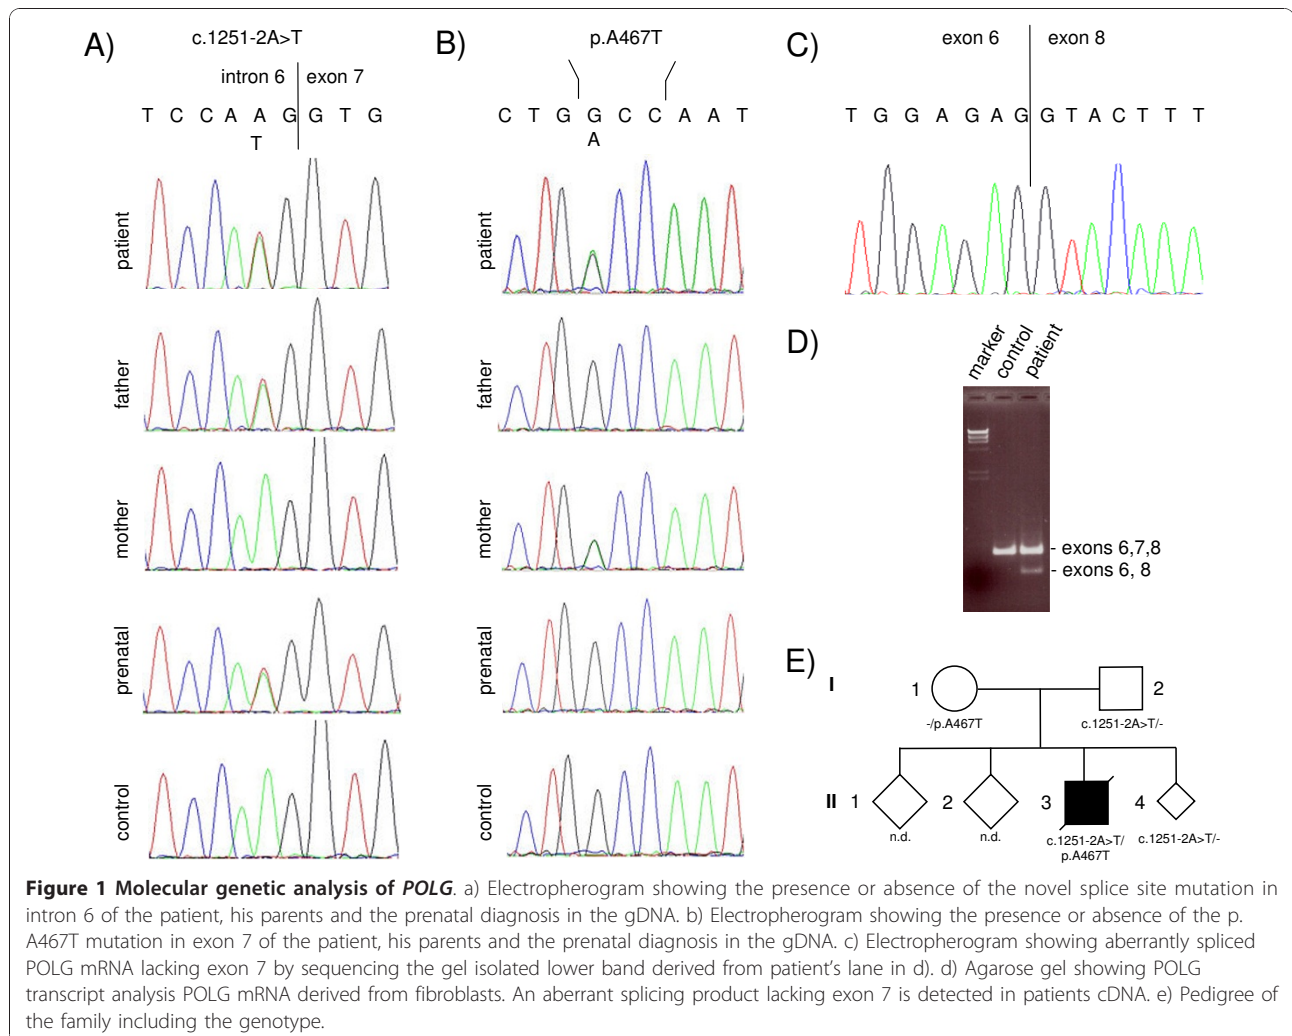 A)
c.1251-2A>T
intron 6 exon 7
T C C A A G G T G
T
patient
father
mother
prenatal
control
B)
p.A467T
C T G G C C A A T
A
patient
father
mother
prenatal
control
C)
exon 6 exon 8
T G G A G A G G T A C T T T
D)
marker
control
patient
- exons 6,7,8
- exons 6, 8
E)
I 1 2
-/p.A467T c.1251-2A>T/-
II 1 2 3 4
n.d. n.d. c.1251-2A>T/ c.1251-2A>T/-
p.A467T
Figure 1 Molecular genetic analysis of POLG. a) Electropherogram showing the presence or absence of the novel splice site mutation in
intron 6 of the patient, his parents and the prenatal diagnosis in the gDNA. b) Electropherogram showing the presence or absence of the p.
A467T mutation in exon 7 of the patient, his parents and the prenatal diagnosis in the gDNA. c) Electropherogram showing aberrantly spliced
POLG mRNA lacking exon 7 by sequencing the gel isolated lower band derived from patient's lane in d). d) Agarose gel showing POLG
transcript analysis POLG mRNA derived from fibroblasts. An aberrant splicing product lacking exon 7 is detected in patients cDNA. e) Pedigree of
the family including the genotype.